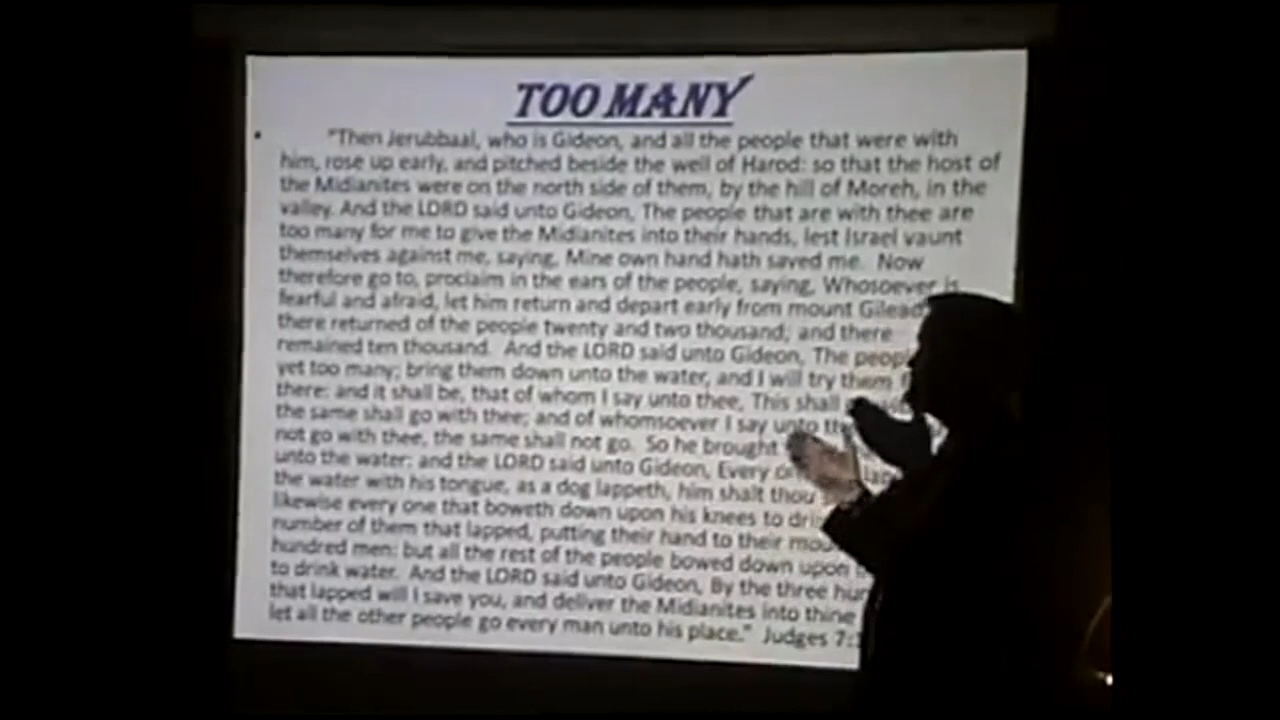 TOO MANY
• "Then Jerubbaal, who is Gideon, and all the people that were with
him, rose up early, and pitched beside the well of Harod: so that the host of
the Midianites were on the north side of them, by the hill of Moreh, in the
valley. And the LORD said unto Gideon, The people that are with thee are
too many for me to give the Midianites into their hands, lest Israel vaunt
themselves against me, saying, Mine own hand hath saved me. Now
therefore go to, proclaim in the ears of the people, saying, Whosoever is
fearful and afraid, let him return and depart early from mount Gilead
there returned of the people twenty and two thousand; and there
remained ten thousand. And the LORD said unto Gideon, The peop
yet too many; bring them down unto the water, and I will try them
there: and it shall be, that of whom I say unto thee, This shall
the same shall go with thee; and of whomsoever I say unto th
not go with thee, the same shall not go. So he brought
unto the water: and the LORD said unto Gideon, Every
the water with his tongue, as a dog lappeth, him shalt thou
likewise every one that boweth down upon his knees to dri
number of them that lapped, putting their hand to their mou
hundred men: but all the rest of the people bowed down upon
to drink water. And the LORD said unto Gideon, By the three hun
that lapped will I save you, and deliver the Midianites into thine
let all the other people go every man unto his place." Judges 7: